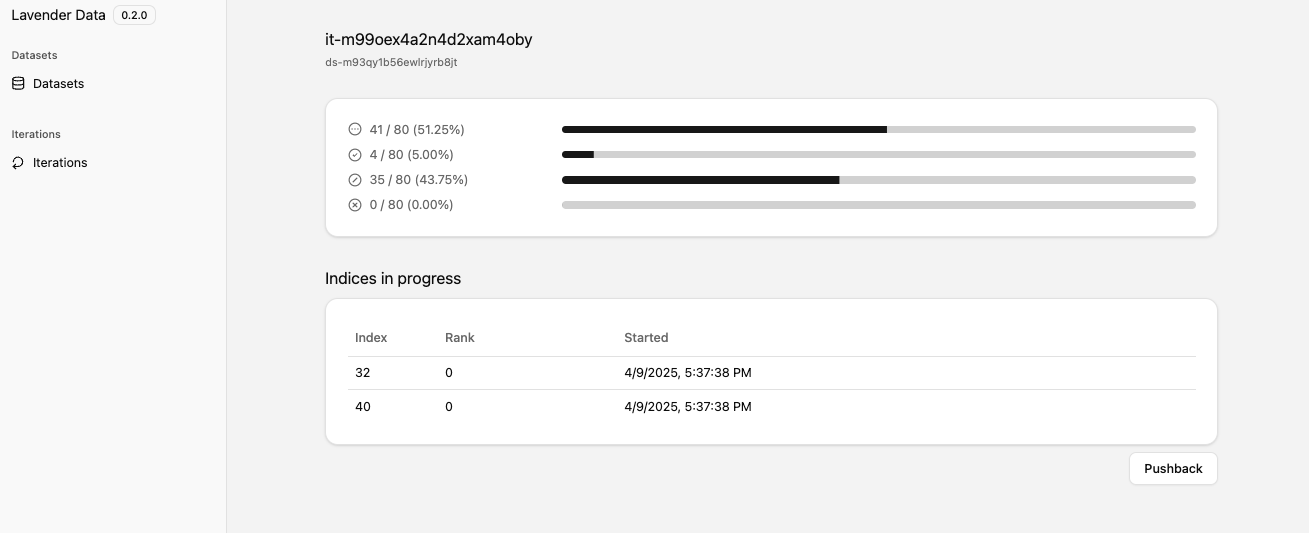 Lavender Data 0.2.0
Datasets
Datasets
Iterations
Iterations
it-m99oex4a2n4d2xam4oby
ds-m93qy1b56ewlrjyrb8jt
41 / 80 (51.25%)
4 / 80 (5.00%)
35 / 80 (43.75%)
0 / 80 (0.00%)
Indices in progress
Index Rank Started
32 0 4/9/2025, 5:37:38 PM
40 0 4/9/2025, 5:37:38 PM
Pushback